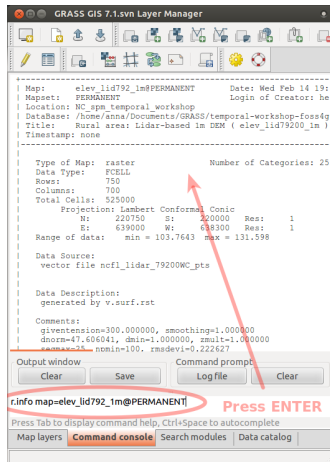 GRASS GIS 7.1.svn Layer Manager
Map: elev_lid792_1m@PERMANENT Date: Wed Feb 14 19:
Mapset: PERMANENT Login of Creator: he
Location: NC_spm_temporal_workshop
DataBase: /home/anna/Documents/GRASS/temporal-workshop-foss4g
Title: Rural area: Lidar-based 1m DEM ( elev_lid79200_1m )
Timestamp: none
Type of Map: raster Number of Categories: 25
Data Type: FCELL
Rows: 750
Columns: 700
Total Cells: 525000
Projection: Lambert Conformal Conic
N: 220750 S: 220000 Res: 1
E: 639000 W: 638300 Res: 1
Range of data: min = 103.7643 max = 131.598
Data Source:
vector file ncfl_lidar_79200WC_pts
Data Description:
generated by v.surf.rst
Comments:
giventension=300.000000, smoothing=1.000000
dnorm=47.606041, dmin=1.000000, zmult=1.000000
segmax=25, npmin=100, rmsdevi=0.222627
Output window Command prompt
Clear Save Log file Clear
r.info map=elev_lid792_1m@PERMANENT
Press ENTER
Press Tab to display command help, Ctrl+Space to autocomplete
Map layers Command console Search modules Data catalog